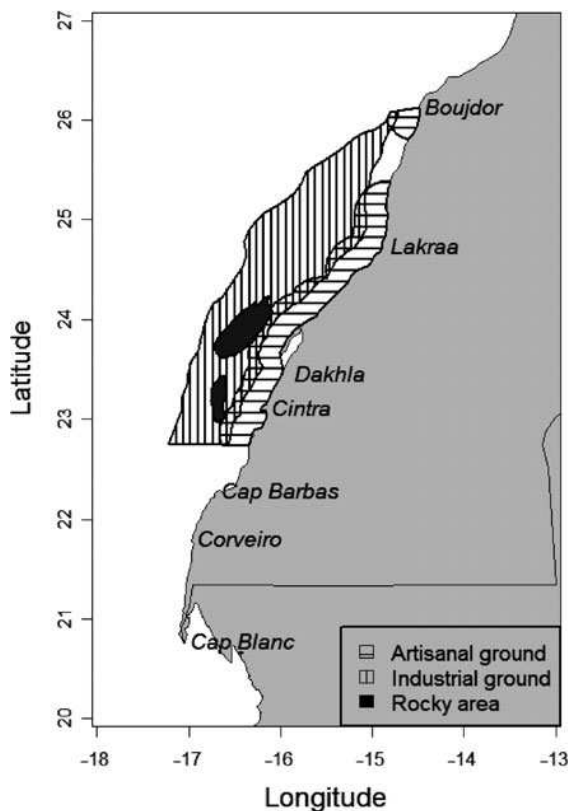 27
26
25
24
23
22
21
20
Latitude
Boujdor
Lakraa
Dakhla
Cintra
Cap Barbas
Corveiro
Cap Blanc
Artisanal ground
Industrial ground
Rocky area
-18 -17 -16 -15 -14 -13
Longitude